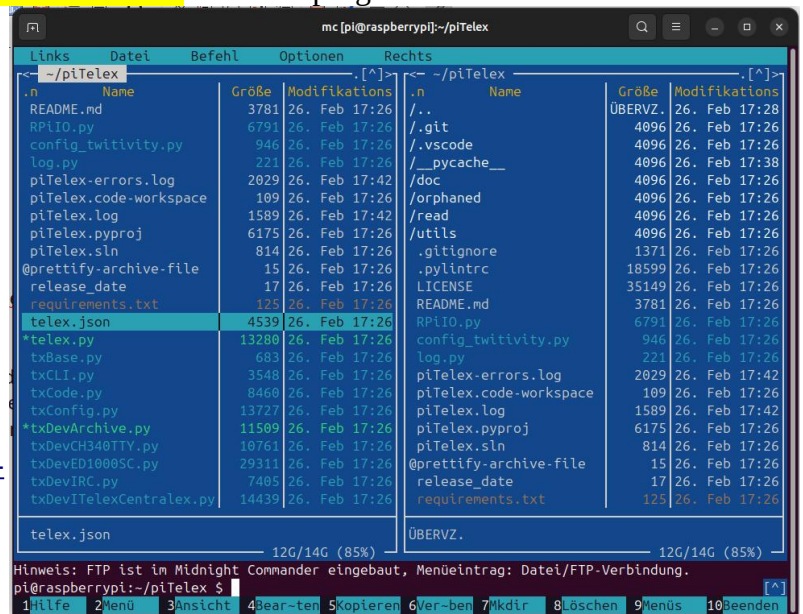 mc [pi@raspberrypi]:~/piTelex
Links Datei Befehl Optionen Rechts
<- ~/piTelex .[^]> <- ~/piTelex .[^]>
.n Name Größe Modifikations .n Name Größe Modifikations
README.md 3781 26. Feb 17:26 /.. ÜBERVZ. 26. Feb 17:28
RPiIO.py 6791 26. Feb 17:26 /.git 4096 26. Feb 17:26
config_twitivity.py 946 26. Feb 17:26 /.vscode 4096 26. Feb 17:26
log.py 221 26. Feb 17:26 /__pycache__ 4096 26. Feb 17:38
piTelex-errors.log 2029 26. Feb 17:42 /doc 4096 26. Feb 17:26
piTelex.code-workspace 109 26. Feb 17:26 /orphaned 4096 26. Feb 17:26
piTelex.log 1589 26. Feb 17:42 /read 4096 26. Feb 17:26
piTelex.pyproj 6175 26. Feb 17:26 /utils 4096 26. Feb 17:26
piTelex.sln 814 26. Feb 17:26 .gitignore 1371 26. Feb 17:26
@prettify-archive-file 15 26. Feb 17:26 .pylintrc 18599 26. Feb 17:26
release_date 17 26. Feb 17:26 LICENSE 35149 26. Feb 17:26
requirements.txt 125 26. Feb 17:26 README.md 3781 26. Feb 17:26
telex.json 4539 26. Feb 17:26 RPiIO.py 6791 26. Feb 17:26
*telex.py 13280 26. Feb 17:26 config_twitivity.py 946 26. Feb 17:26
txBase.py 683 26. Feb 17:26 log.py 221 26. Feb 17:26
txCLI.py 3548 26. Feb 17:26 piTelex-errors.log 2029 26. Feb 17:42
txCode.py 8460 26. Feb 17:26 piTelex.code-workspace 109 26. Feb 17:26
txConfig.py 13727 26. Feb 17:26 piTelex.log 1589 26. Feb 17:42
*txDevArchive.py 11509 26. Feb 17:26 piTelex.pyproj 6175 26. Feb 17:26
txDevCH340TTY.py 10761 26. Feb 17:26 piTelex.sln 814 26. Feb 17:26
txDevED1000SC.py 29311 26. Feb 17:26 @prettify-archive-file 15 26. Feb 17:26
txDevIRC.py 7405 26. Feb 17:26 release_date 17 26. Feb 17:26
txDevITelexCentralex.py 14439 26. Feb 17:26 requirements.txt 125 26. Feb 17:26
telex.json ÜBERVZ.
12G/14G (85%) 12G/14G (85%)
Hinweis: FTP ist im Midnight Commander eingebaut, Menüeintrag: Datei/FTP-Verbindung.
pi@raspberrypi:~/piTelex $ [^]
1Hilfe 2Menü 3Ansicht 4Bear~ten 5Kopieren 6Ver~ben 7Mkdir 8Löschen 9Menüs 10Beenden